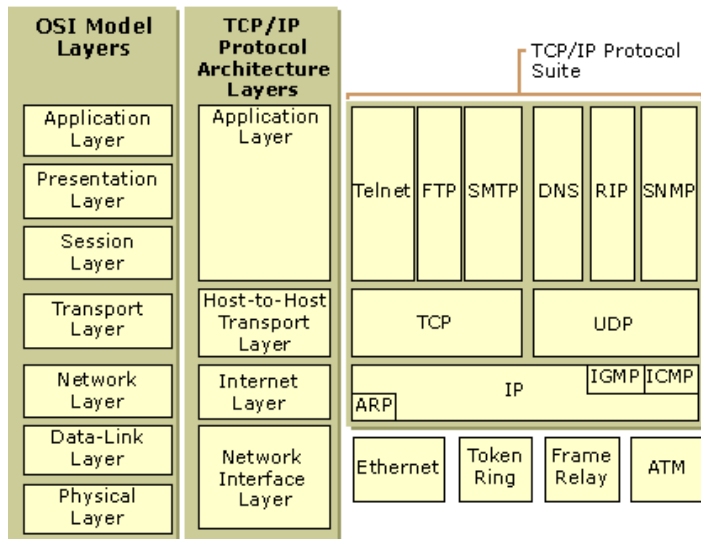 OSI Model
Layers
Application
Layer
Presentation
Layer
Session
Layer
Transport
Layer
Network
Layer
Data-Link
Layer
Physical
Layer
TCP/IP
Protocol
Architecture
Layers
Application
Layer
Host-to-Host
Transport
Layer
Internet
Layer
Network
Interface
Layer
TCP/IP Protocol
Suite
Telnet
FTP
SMTP
DNS
RIP
SNMP
TCP
UDP
IP
IGMP
ICMP
ARP
Ethernet
Token
Ring
Frame
Relay
ATM